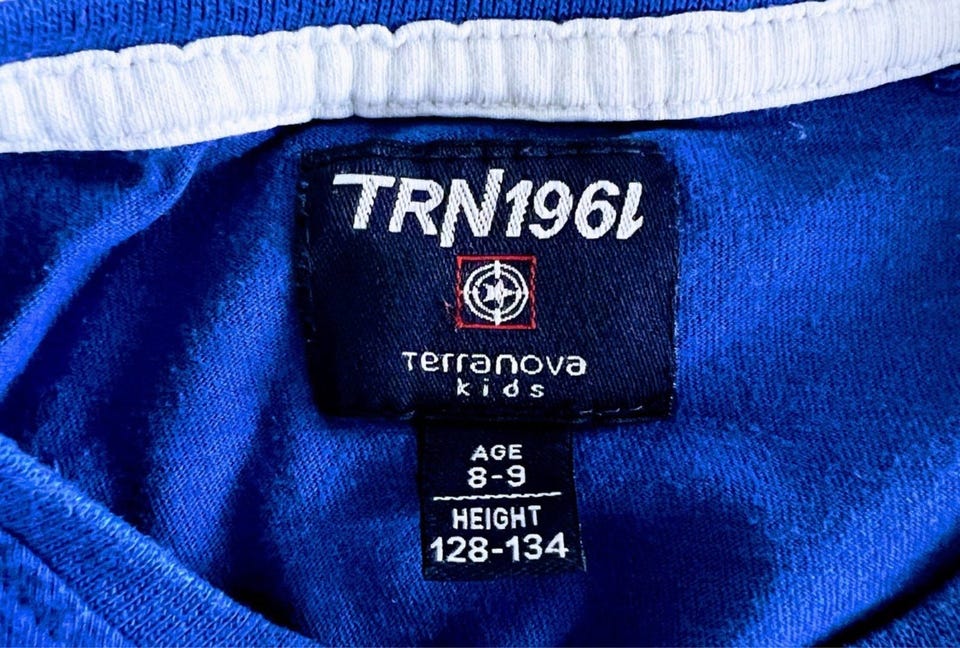 TRN1961
Terranova
kids
AGE
8-9
HEIGHT
128-134